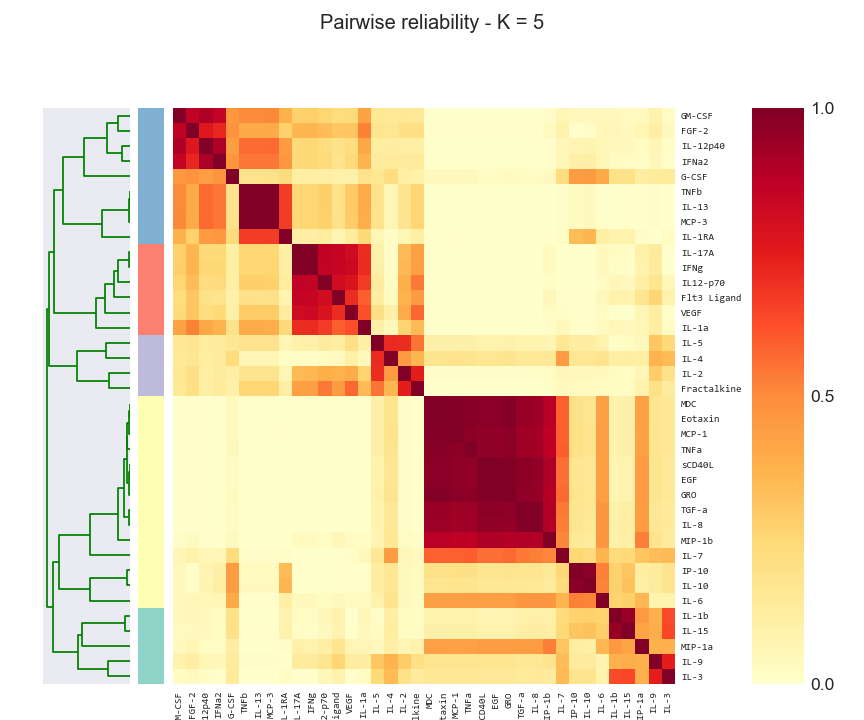 Pairwise reliability - K = 5
1.0
GM-CSF
FGF-2
IL-12p40
IFNa2
G-CSF
TNFb
IL-13
MCP-3
IL-1RA
IL-17A
IFNg
IL12-p70
Flt3 Ligand
VEGF
IL-1a
IL-5
IL-4
IL-2
Fractalkine
0.5
MDC
Eotaxin
MCP-1
TNFa
sCD40L
EGF
GRO
TGF-a
IL-8
MIP-1b
IL-7
IP-10
IL-10
IL-6
IL-1b
IL-15
MIP-1a
IL-9
IL-3
0.0
M-CSF
FGF-2
12p40
IFNa2
G-CSF
TNFb
IL-13
MCP-3
L-1RA
L-17A
IFNg
2-p70
igand
VEGF
IL-1a
IL-5
IL-4
IL-2
lkine
MDC
taxin
MCP-1
TNFa
CD40L
EGF
GRO
TGF-a
IL-8
IP-1b
IL-7
IP-10
IL-10
IL-6
IL-1b
IL-15
IP-1a
IL-9
IL-3